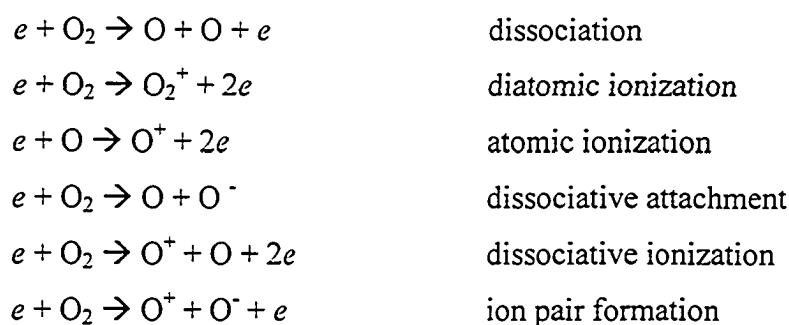 e + O₂ → O + O + e dissociation
e + O₂ → O₂⁺ + 2e diatomic ionization
e + O → O⁺ + 2e atomic ionization
e + O₂ → O + O⁻ dissociative attachment
e + O₂ → O⁺ + O + 2e dissociative ionization
e + O₂ → O⁺ + O⁻ + e ion pair formation